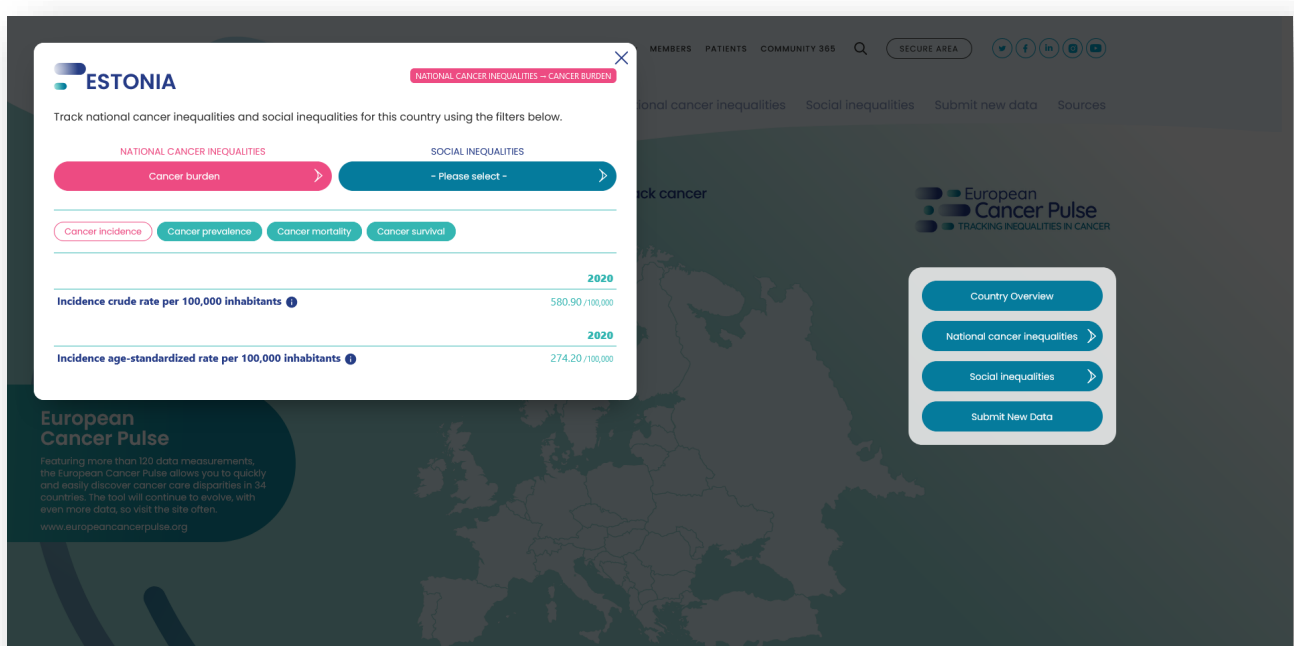 MEMBERS PATIENTS COMMUNITY 365 SECURE AREA
ESTONIA
NATIONAL CANCER INEQUALITIES — CANCER BURDEN
ional cancer inequalities Social inequalities Submit new data Sources
Track national cancer inequalities and social inequalities for this country using the filters below.
NATIONAL CANCER INEQUALITIES SOCIAL INEQUALITIES
Cancer burden - Please select -
ack cancer
Cancer incidence Cancer prevalence Cancer mortality Cancer survival
2020
Incidence crude rate per 100,000 inhabitants 580.90 /100,000
2020
Incidence age-standardized rate per 100,000 inhabitants 274.20 /100,000
European
Cancer Pulse
TRACKING INEQUALITIES IN CANCER
Country Overview
National cancer inequalities
Social inequalities
Submit New Data
European
Cancer Pulse
Featuring more than 120 data measurements,
the European Cancer Pulse allows you to quickly
and easily discover cancer care disparities in 34
countries. The tool will continue to evolve, with
even more data, so visit the site often.
www.europeancancerpulse.org